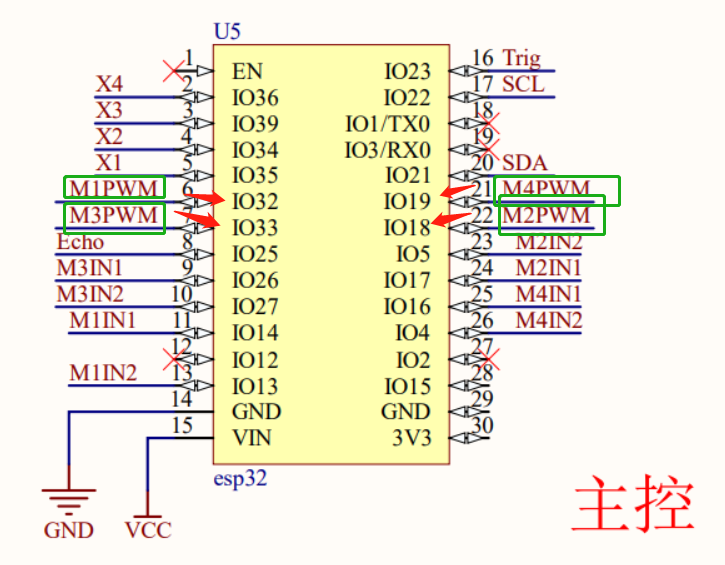 U5
1 EN
X4 2 IO36
X3 3 IO39
X2 4 IO34
X1 5 IO35
M1PWM 6 IO32
M3PWM 7 IO33
Echo 8 IO25
M3IN1 9 IO26
M3IN2 10 IO27
M1IN1 11 IO14
12 IO12
M1IN2 13 IO13
14 GND
15 VIN
IO23 16 Trig
IO22 17 SCL
IO1/TX0 18
IO3/RX0 19
IO21 20 SDA
IO19 21 M4PWM
IO18 22 M2PWM
IO5 23 M2IN2
IO17 24 M2IN1
IO16 25 M4IN1
IO4 26 M4IN2
IO2 27
IO15 28
GND 29
3V3 30
esp32
GND
VCC
主控